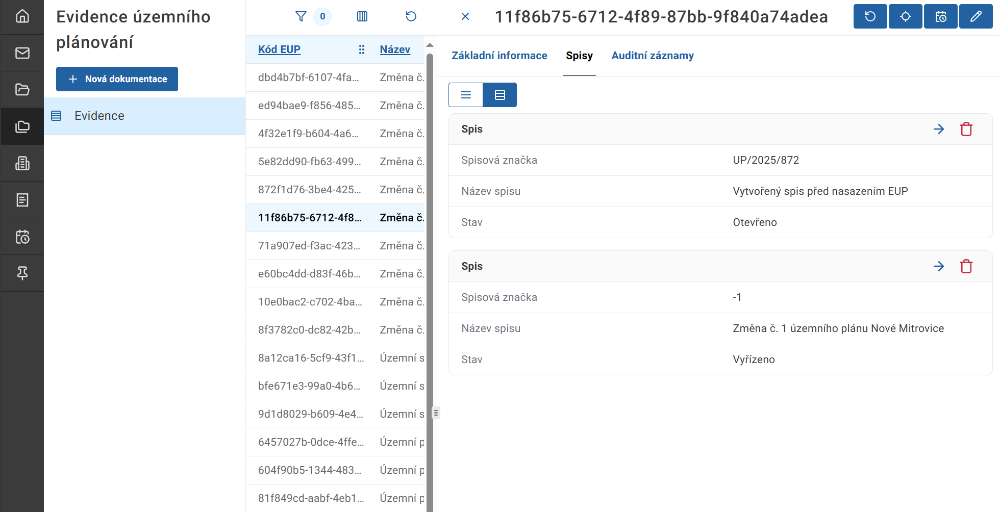 Evidence územního
plánování
Nová dokumentace
Evidence
0
Kód EUP
Název
dbd4b7bf-6107-4fa... Změna č.
ed94bae9-f856-485... Změna č.
4f32e1f9-b604-4a6... Změna č.
5e82dd90-fb63-499... Změna č.
872f1d76-3be4-425... Změna č.
11f86b75-6712-4f8... Změna č.
71a907ed-f3ac-423... Změna č.
e60bc4dd-d83f-46b... Změna č.
10e0bac2-c702-4ba... Změna č.
8f3782c0-dc82-42b... Změna č.
8a12ca16-5cf9-43f1... Územní s
bfe671e3-99a0-4b6... Územní s
9d1d8029-b609-4e4... Územní s
6457027b-0dce-4ffe... Územní p
604f90b5-1344-483... Územní p
81f849cd-aabf-4eb1... Územní p
11f86b75-6712-4f89-87bb-9f840a74adea
Základní informace Spisy Auditní záznamy
Spis
Spisová značka UP/2025/872
Název spisu Vytvořený spis před nasazením EUP
Stav Otevřeno
Spis
Spisová značka -1
Název spisu Změna č. 1 územního plánu Nové Mitrovice
Stav Vyřízeno